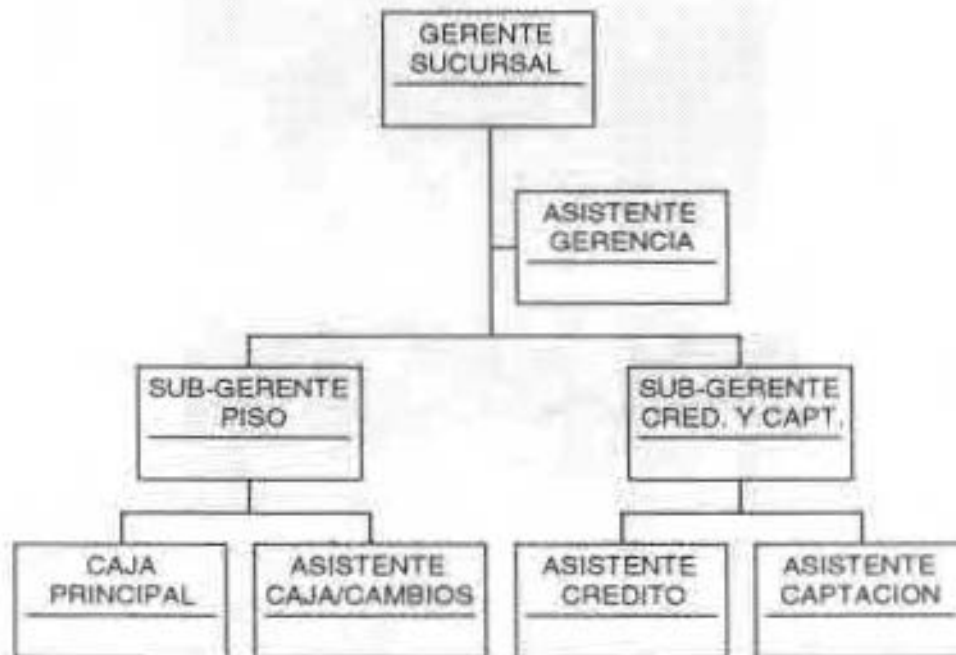 GERENTE
SUCURSAL
ASISTENTE
GERENCIA
SUB-GERENTE
PISO
SUB-GERENTE
CRED. Y CAPT.
CAJA
PRINCIPAL
ASISTENTE
CAJA/CAMBIOS
ASISTENTE
CREDITO
ASISTENTE
CAPTACION